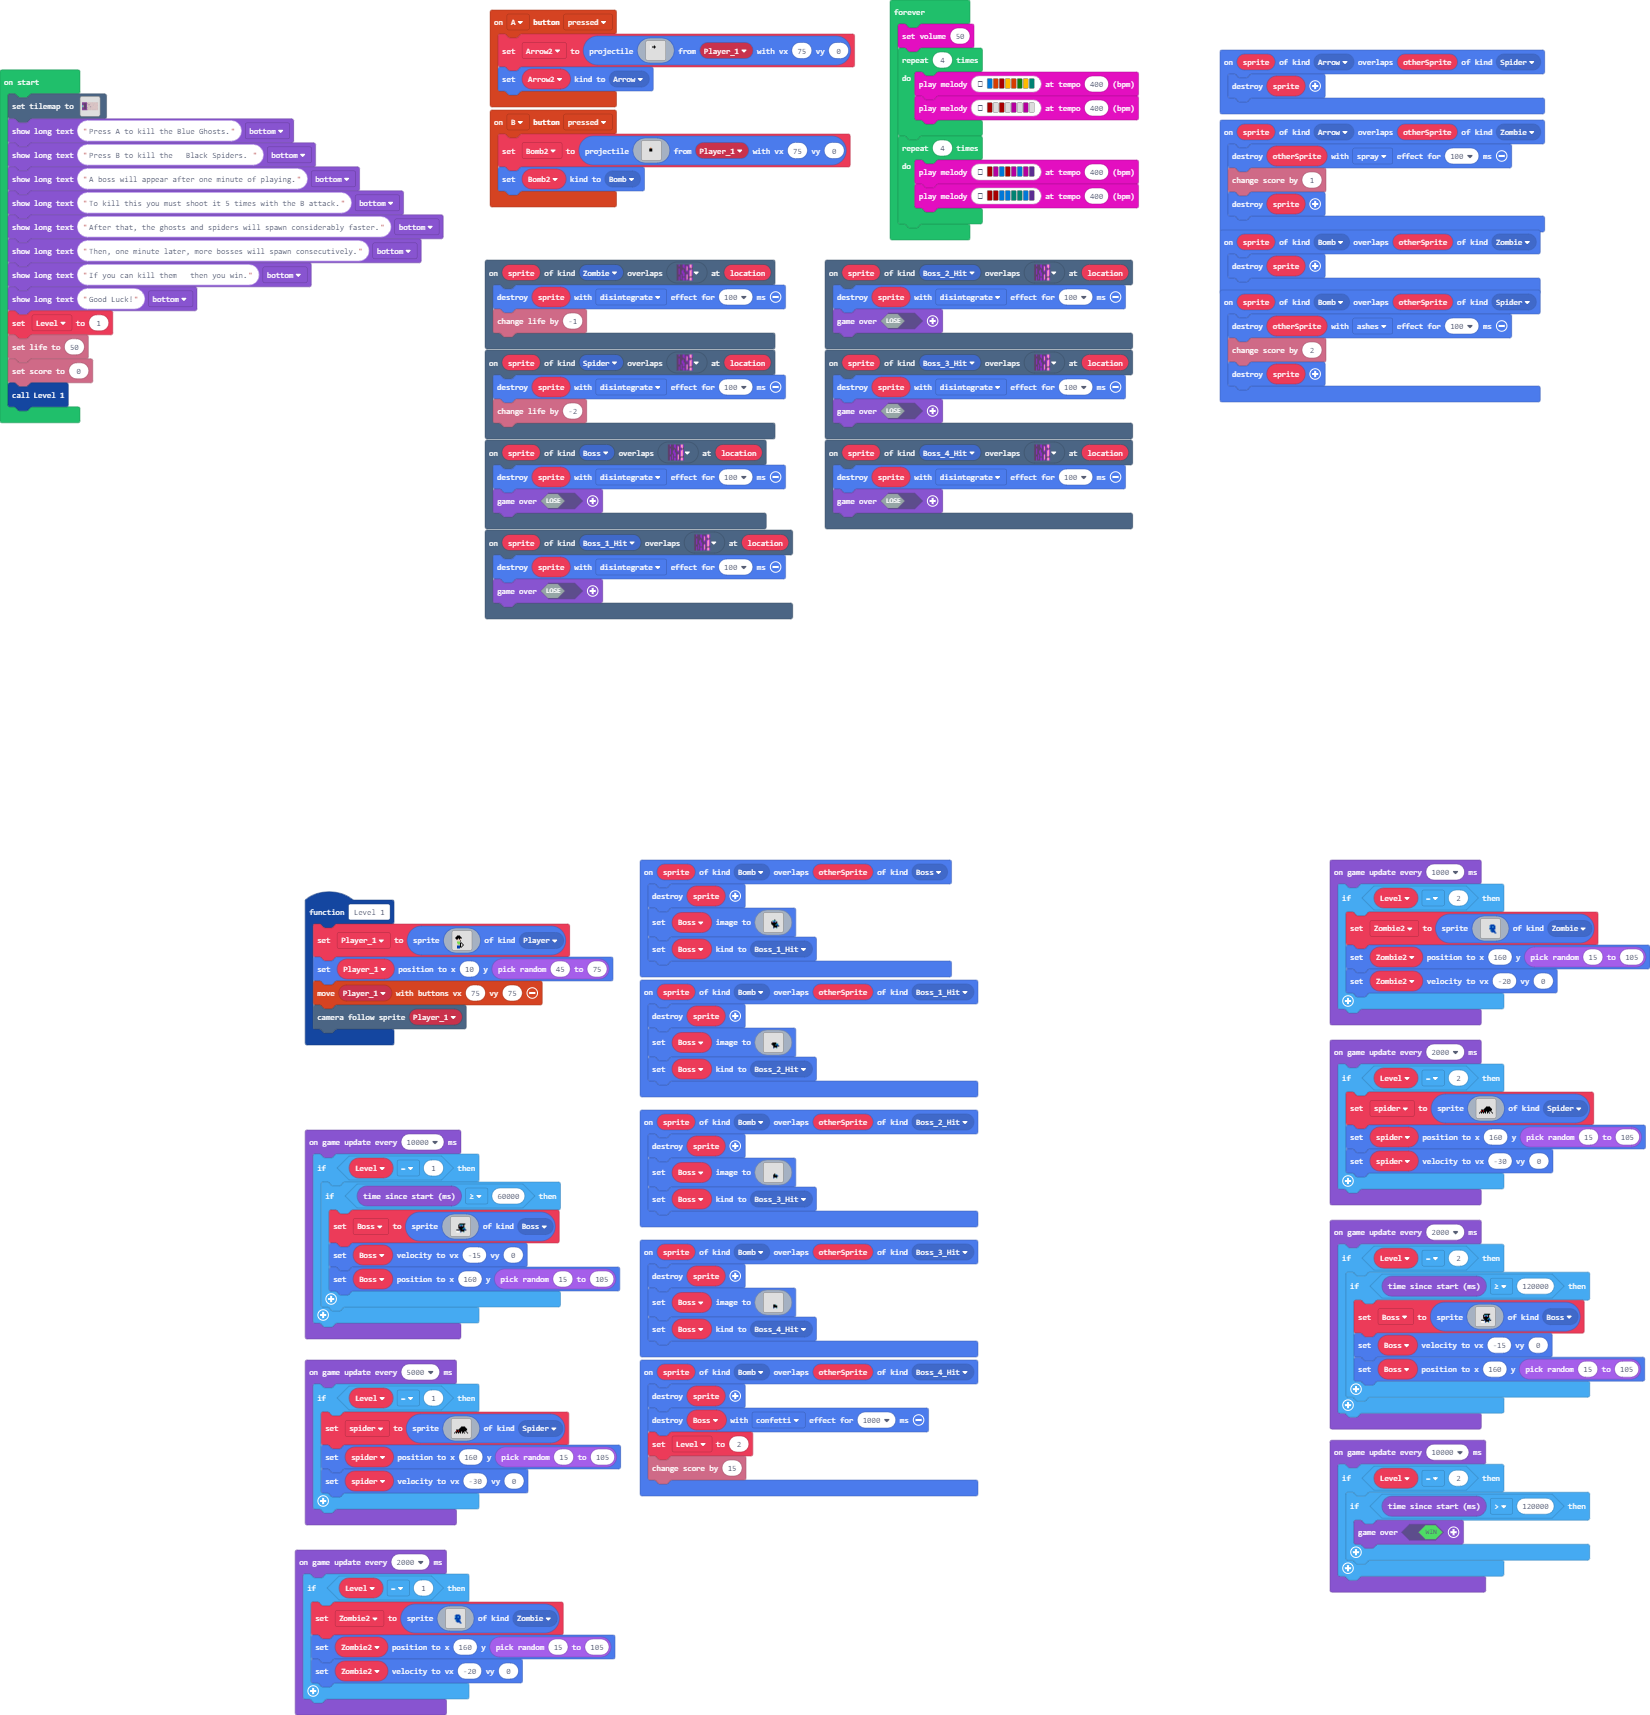 on start
set tilemap to
show long text "Press A to kill the Blue Ghosts." bottom
show long text "Press B to kill the   Black Spiders. " bottom
show long text "A boss will appear after one minute of playing." bottom
show long text "To kill this you must shoot it 5 times with the B attack." bottom
show long text "After that, the ghosts and spiders will spawn considerably faster." bottom
show long text "Then, one minute later, more bosses will spawn consecutively." bottom
show long text "If you can kill them   then you win." bottom
show long text "Good Luck!" bottom
set Level to 1
set life to 50
set score to 0
call Level 1
on A button pressed
set Arrow2 to projectile from Player_1 with vx 75 vy 0
set Arrow2 kind to Arrow
on B button pressed
set Bomb2 to projectile from Player_1 with vx 75 vy 0
set Bomb2 kind to Bomb
forever
set volume 50
repeat 4 times
do play melody at tempo 400 (bpm)
play melody at tempo 400 (bpm)
repeat 4 times
do play melody at tempo 400 (bpm)
play melody at tempo 400 (bpm)
on sprite of kind Arrow overlaps otherSprite of kind Spider
destroy sprite
on sprite of kind Arrow overlaps otherSprite of kind Zombie
destroy otherSprite with spray effect for 100 ms
change score by 1
destroy sprite
on sprite of kind Bomb overlaps otherSprite of kind Zombie
destroy sprite
on sprite of kind Bomb overlaps otherSprite of kind Spider
destroy otherSprite with ashes effect for 100 ms
change score by 2
destroy sprite
on sprite of kind Zombie overlaps at location
destroy sprite with disintegrate effect for 100 ms
change life by -1
on sprite of kind Spider overlaps at location
destroy sprite with disintegrate effect for 100 ms
change life by -2
on sprite of kind Boss overlaps at location
destroy sprite with disintegrate effect for 100 ms
game over LOSE
on sprite of kind Boss_1_Hit overlaps at location
destroy sprite with disintegrate effect for 100 ms
game over LOSE
on sprite of kind Boss_2_Hit overlaps at location
destroy sprite with disintegrate effect for 100 ms
game over LOSE
on sprite of kind Boss_3_Hit overlaps at location
destroy sprite with disintegrate effect for 100 ms
game over LOSE
on sprite of kind Boss_4_Hit overlaps at location
destroy sprite with disintegrate effect for 100 ms
game over LOSE
function Level 1
set Player_1 to sprite of kind Player
set Player_1 position to x 10 y pick random 45 to 75
move Player_1 with buttons vx 75 vy 75
camera follow sprite Player_1
on game update every 10000 ms
if Level = 1 then
if time since start (ms) ≥ 60000 then
set Boss to sprite of kind Boss
set Boss velocity to vx -15 vy 0
set Boss position to x 160 y pick random 15 to 105
on game update every 5000 ms
if Level = 1 then
set spider to sprite of kind Spider
set spider position to x 160 y pick random 15 to 105
set spider velocity to vx -30 vy 0
on game update every 2000 ms
if Level = 1 then
set Zombie2 to sprite of kind Zombie
set Zombie2 position to x 160 y pick random 15 to 105
set Zombie2 velocity to vx -20 vy 0
on sprite of kind Bomb overlaps otherSprite of kind Boss
destroy sprite
set Boss image to
set Boss kind to Boss_1_Hit
on sprite of kind Bomb overlaps otherSprite of kind Boss_1_Hit
destroy sprite
set Boss image to
set Boss kind to Boss_2_Hit
on sprite of kind Bomb overlaps otherSprite of kind Boss_2_Hit
destroy sprite
set Boss image to
set Boss kind to Boss_3_Hit
on sprite of kind Bomb overlaps otherSprite of kind Boss_3_Hit
destroy sprite
set Boss image to
set Boss kind to Boss_4_Hit
on sprite of kind Bomb overlaps otherSprite of kind Boss_4_Hit
destroy sprite
destroy Boss with confetti effect for 1000 ms
set Level to 2
change score by 15
on game update every 1000 ms
if Level = 2 then
set Zombie2 to sprite of kind Zombie
set Zombie2 position to x 160 y pick random 15 to 105
set Zombie2 velocity to vx -20 vy 0
on game update every 2000 ms
if Level = 2 then
set spider to sprite of kind Spider
set spider position to x 160 y pick random 15 to 105
set spider velocity to vx -30 vy 0
on game update every 2000 ms
if Level = 2 then
if time since start (ms) ≥ 120000 then
set Boss to sprite of kind Boss
set Boss velocity to vx -15 vy 0
set Boss position to x 160 y pick random 15 to 105
on game update every 10000 ms
if Level = 2 then
if time since start (ms) > 120000 then
game over WIN